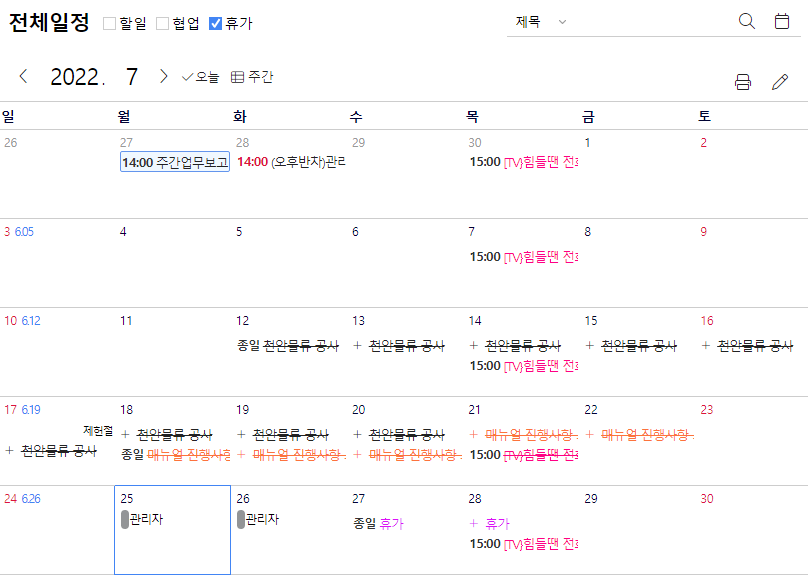 전체일정 할일 협업 휴가 제목
2022. 7 오늘 주간
일 월 화 수 목 금 토
26 27 28 29 30 1 2
14:00 주간업무보고 14:00 (오후반차)관리 15:00 [TV]힘들땐 전화
3 6.05 4 5 6 7 8 9
15:00 [TV]힘들땐 전화
10 6.12 11 12 13 14 15 16
종일 천안물류 공사 + 천안물류 공사 + 천안물류 공사 + 천안물류 공사 + 천안물류 공사
15:00 [TV]힘들땐 전화
17 6.19 18 19 20 21 22 23
제헌절
+ 천안물류 공사 + 천안물류 공사 + 천안물류 공사 + 천안물류 공사 + 매뉴얼 진행사항. + 매뉴얼 진행사항.
종일 매뉴얼 진행사항 + 매뉴얼 진행사항. + 매뉴얼 진행사항. 15:00 [TV]힘들땐 전화
24 6.26 25 26 27 28 29 30
관리자 관리자 종일 휴가 + 휴가
15:00 [TV]힘들땐 전화